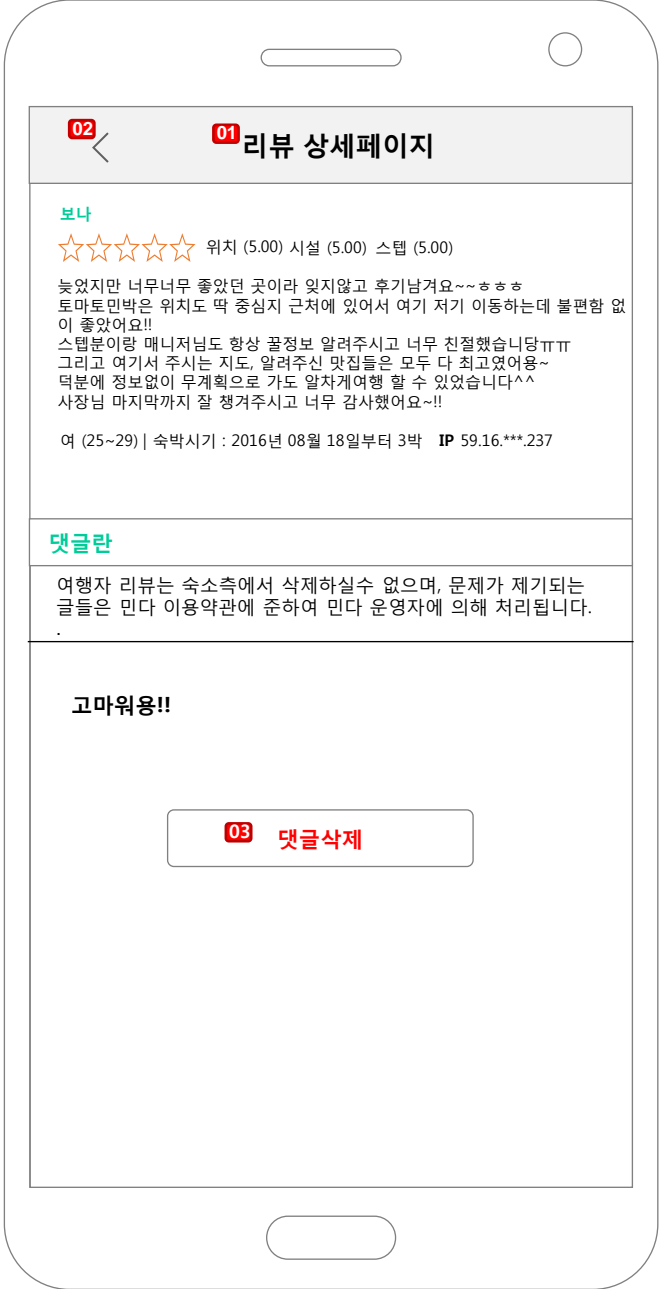 02
01 리뷰 상세페이지
보나
위치 (5.00) 시설 (5.00) 스텝 (5.00)
늦었지만 너무너무 좋았던 곳이라 잊지않고 후기남겨요~~ㅎㅎㅎ
토마토민박은 위치도 딱 중심지 근처에 있어서 여기 저기 이동하는데 불편함 없
이 좋았어요!!
스텝분이랑 매니저님도 항상 꿀정보 알려주시고 너무 친절했습니당ㅠㅠ
그리고 여기서 주시는 지도, 알려주신 맛집들은 모두 다 최고였어용~
덕분에 정보없이 무계획으로 가도 알차게여행 할 수 있었습니다^^
사장님 마지막까지 잘 챙겨주시고 너무 감사했어요~!!
여 (25~29) | 숙박시기 : 2016년 08월 18일부터 3박 IP 59.16.***.237
댓글란
여행자 리뷰는 숙소측에서 삭제하실수 없으며, 문제가 제기되는
글들은 민다 이용약관에 준하여 민다 운영자에 의해 처리됩니다.
.
고마워용!!
03 댓글삭제